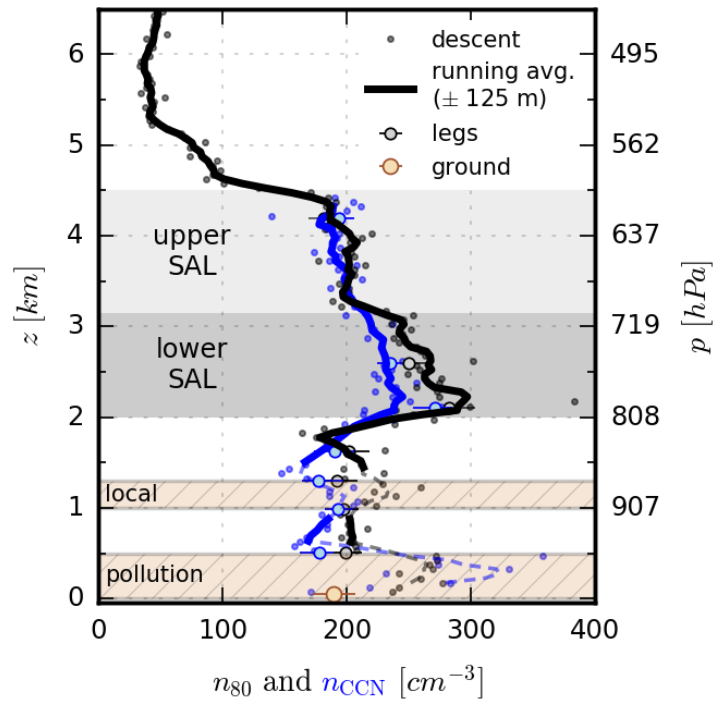 6
5
4
3
2
1
0
z [km]
495
562
637
719
808
907
p [hPa]
descent
running avg.
(± 125 m)
legs
ground
upper
SAL
lower
SAL
local
pollution
0 100 200 300 400
n₈₀ and n_CCN [cm⁻³]